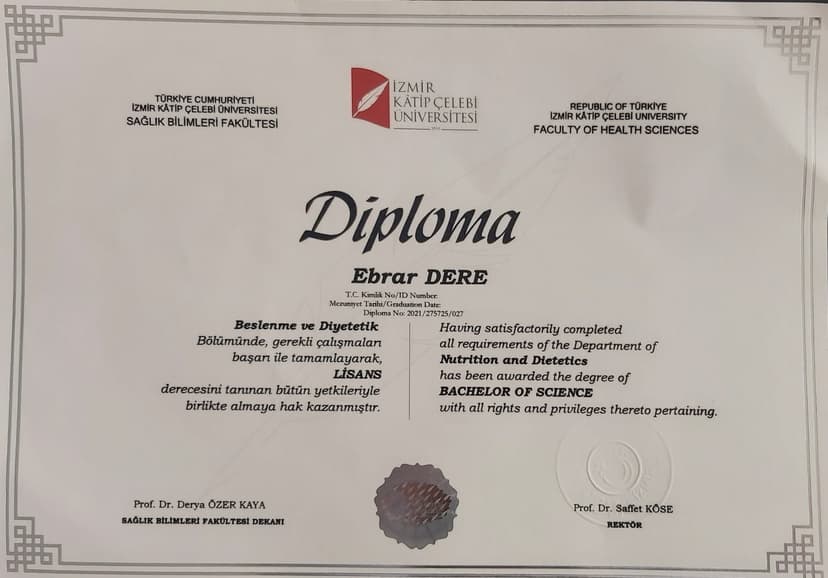 TÜRKİYE CUMHURİYETİ
İZMİR KÂTİP ÇELEBİ ÜNİVERSİTESİ
SAĞLIK BİLİMLERİ FAKÜLTESİ
İZMİR
KÂTİP ÇELEBİ
ÜNİVERSİTESİ
REPUBLIC OF TÜRKİYE
İZMİR KÂTİP ÇELEBİ UNIVERSITY
FACULTY OF HEALTH SCIENCES
Diploma
Ebrar DERE
T.C. Kimlik No/ID Number:
Mezuniyet Tarihi/Graduation Date:
Diploma No: 2021/275725/027
Beslenme ve Diyetetik
Bölümünde, gerekli çalışmaları
başarı ile tamamlayarak,
LİSANS
derecesini tanınan bütün yetkileriyle
birlikte almaya hak kazanmıştır.
Having satisfactorily completed
all requirements of the Department of
Nutrition and Dietetics
has been awarded the degree of
BACHELOR OF SCIENCE
with all rights and privileges thereto pertaining.
Prof. Dr. Derya ÖZER KAYA
SAĞLIK BİLİMLERİ FAKÜLTESİ DEKANI
Prof. Dr. Saffet KÖSE
REKTÖR